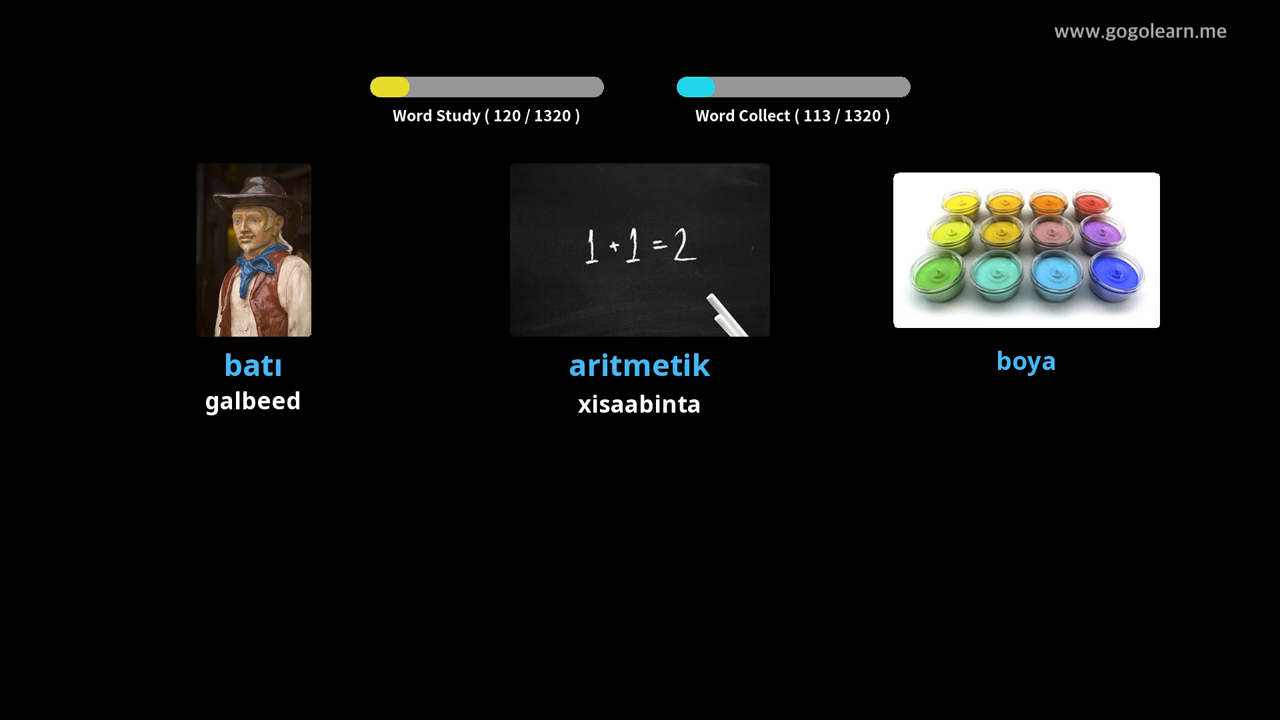 www.gogolearn.me
Word Study ( 120 / 1320 )
Word Collect ( 113 / 1320 )
1 + 1 = 2
batı
galbeed
aritmetik
xisaabinta
boya